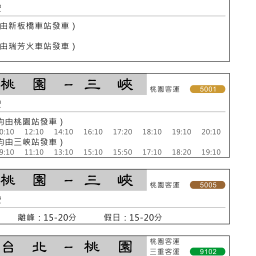 由新板橋車站發車）
由瑞芳火車站發車）
桃 園 － 三 峽 桃園客運 5001
均由桃園站發車）
0:10 12:10 14:10 16:10 17:20 18:10 19:10 20:10
均由三峽站發車）
9:10 11:10 13:10 15:10 15:50 17:10 18:20 19:10
桃 園 － 三 峽 桃園客運 5005
離峰：15-20分 假日：15-20分
台 北 － 桃 園 桃園客運
三重客運 9102